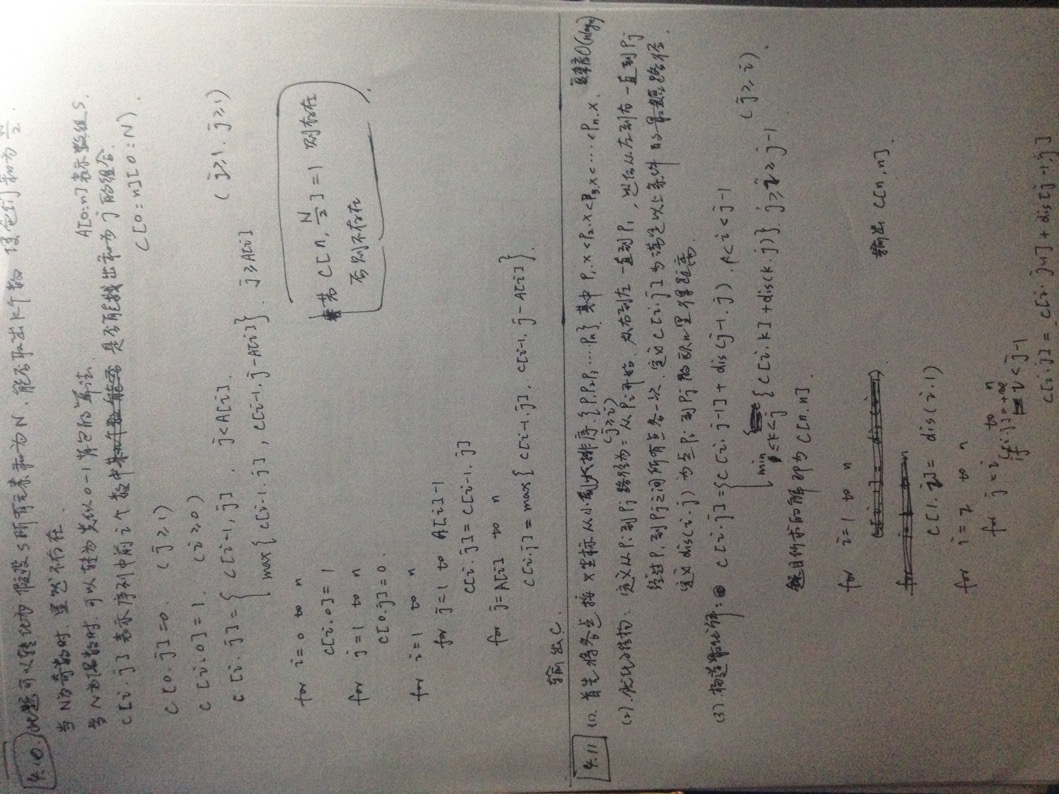 4.10. 此题可以转化为 假设S所有元素和为N, 能否取出k个数 使它们和为 N/2.
当N为奇数时, 显然不存在.
当N为偶数时, 可以转为类似0-1背包的算法. A[0:n]表示数组S.
C[i.j]表示序列中前i个数中是否能找出和为j的组合.
C[0:n][0:N)
C[0.j]=0. (j≥1)
C[i.0]=1. (i≥0)
C[i.j]= { C[i-1,j] , j<A[i]. (i≥1. j≥1)
max{C[i-1.j], C[i-1.j-A[i]]}. j≥A[i]
若C[n, N/2]=1 则存在
否则不存在.
for i=0 to n
C[i.0]=1
for j=1 to n
C[0.j]=0.
for i=1 to n
for j=1 to A[i]-1
C[i.j]=C[i-1.j]
for j=A[i] to n
C[i.j]=max{C[i-1.j], C[i-1.j-A[i]]}.
输出C.
4.11 (1). 首先将各点按x坐标从小到大排序.{P1.P2,P3,...Pn} 其中 P1.x<P2.x<P3.x<...<Pn.x. 复杂度O(nlogn)
(2). 优化子结构: 定义从Pi到Pj路径为: (j≥i) 从Pi开始. 从右到左一直到P1, 然后从左到右一直到Pj
经过P1到Pj之间所有点各一次. 定义C[i.j]为满足以上条件的最短路径.
定义dis(i.j)为点Pi到Pj的欧几里得距离.
(3). : C[i.j]={ C[i.j-1]+dis(j-1.j). i<j-1 (j≥i).
min 1≤k<j {C[i.k]+dis(k.j)}, j≥i≥j-1
题目所求的解即为C[n.n]
for i=1 to n 输出C[n,n].
C[1,i]=dis(i.1)
for i=2 to n
for j=i to n
C[i.j]=+∞
if i<j-1
C[i.j]=C[i.j-1]+dis[j-1.j]